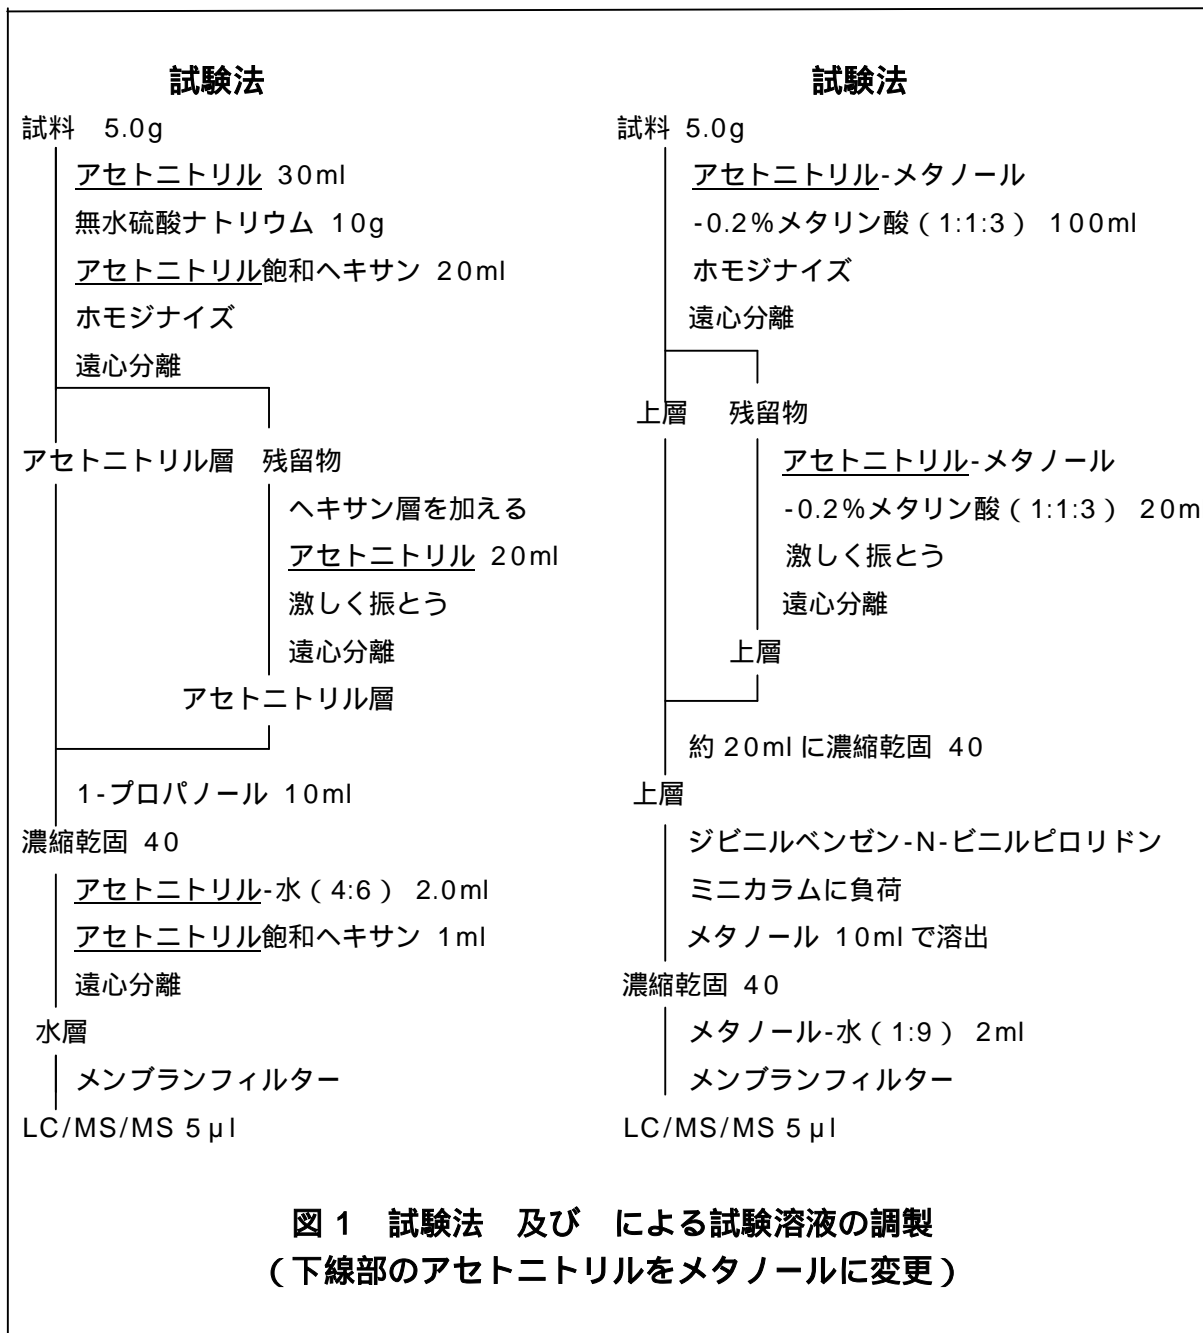 試験法
試料 5.0g
アセトニトリル 30ml
無水硫酸ナトリウム 10g
アセトニトリル飽和ヘキサン 20ml
ホモジナイズ
遠心分離
アセトニトリル層 残留物
ヘキサン層を加える
アセトニトリル 20ml
激しく振とう
遠心分離
アセトニトリル層
1-プロパノール 10ml
濃縮乾固 40
アセトニトリル-水(4:6) 2.0ml
アセトニトリル飽和ヘキサン 1ml
遠心分離
水層
メンブランフィルター
LC/MS/MS 5μl
試験法
試料 5.0g
アセトニトリル-メタノール
-0.2%メタリン酸(1:1:3) 100ml
ホモジナイズ
遠心分離
上層 残留物
アセトニトリル-メタノール
-0.2%メタリン酸(1:1:3) 20m
激しく振とう
遠心分離
上層
約20mlに濃縮乾固 40
上層
ジビニルベンゼン-N-ビニルピロリドン
ミニカラムに負荷
メタノール 10mlで溶出
濃縮乾固 40
メタノール-水(1:9) 2ml
メンブランフィルター
LC/MS/MS 5μl
図1 試験法 及び による試験溶液の調製
(下線部のアセトニトリルをメタノールに変更)